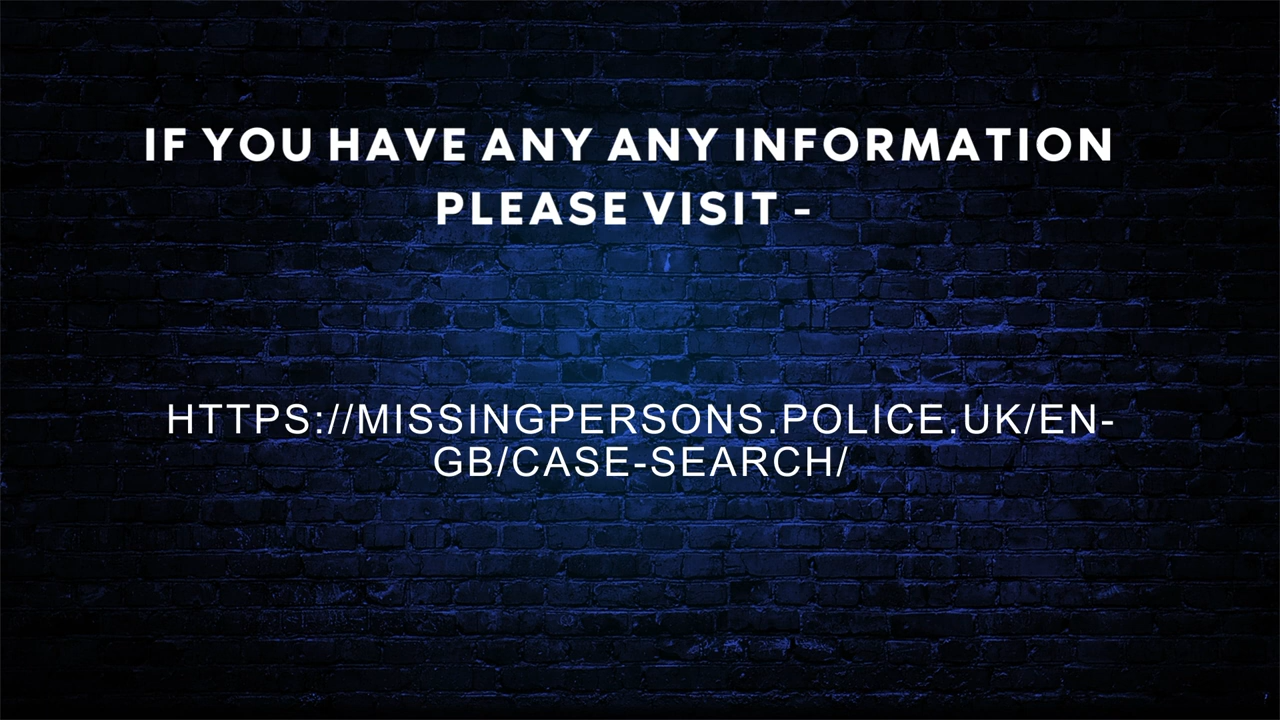 IF YOU HAVE ANY ANY INFORMATION
PLEASE VISIT -
HTTPS://MISSINGPERSONS.POLICE.UK/EN-
GB/CASE-SEARCH/